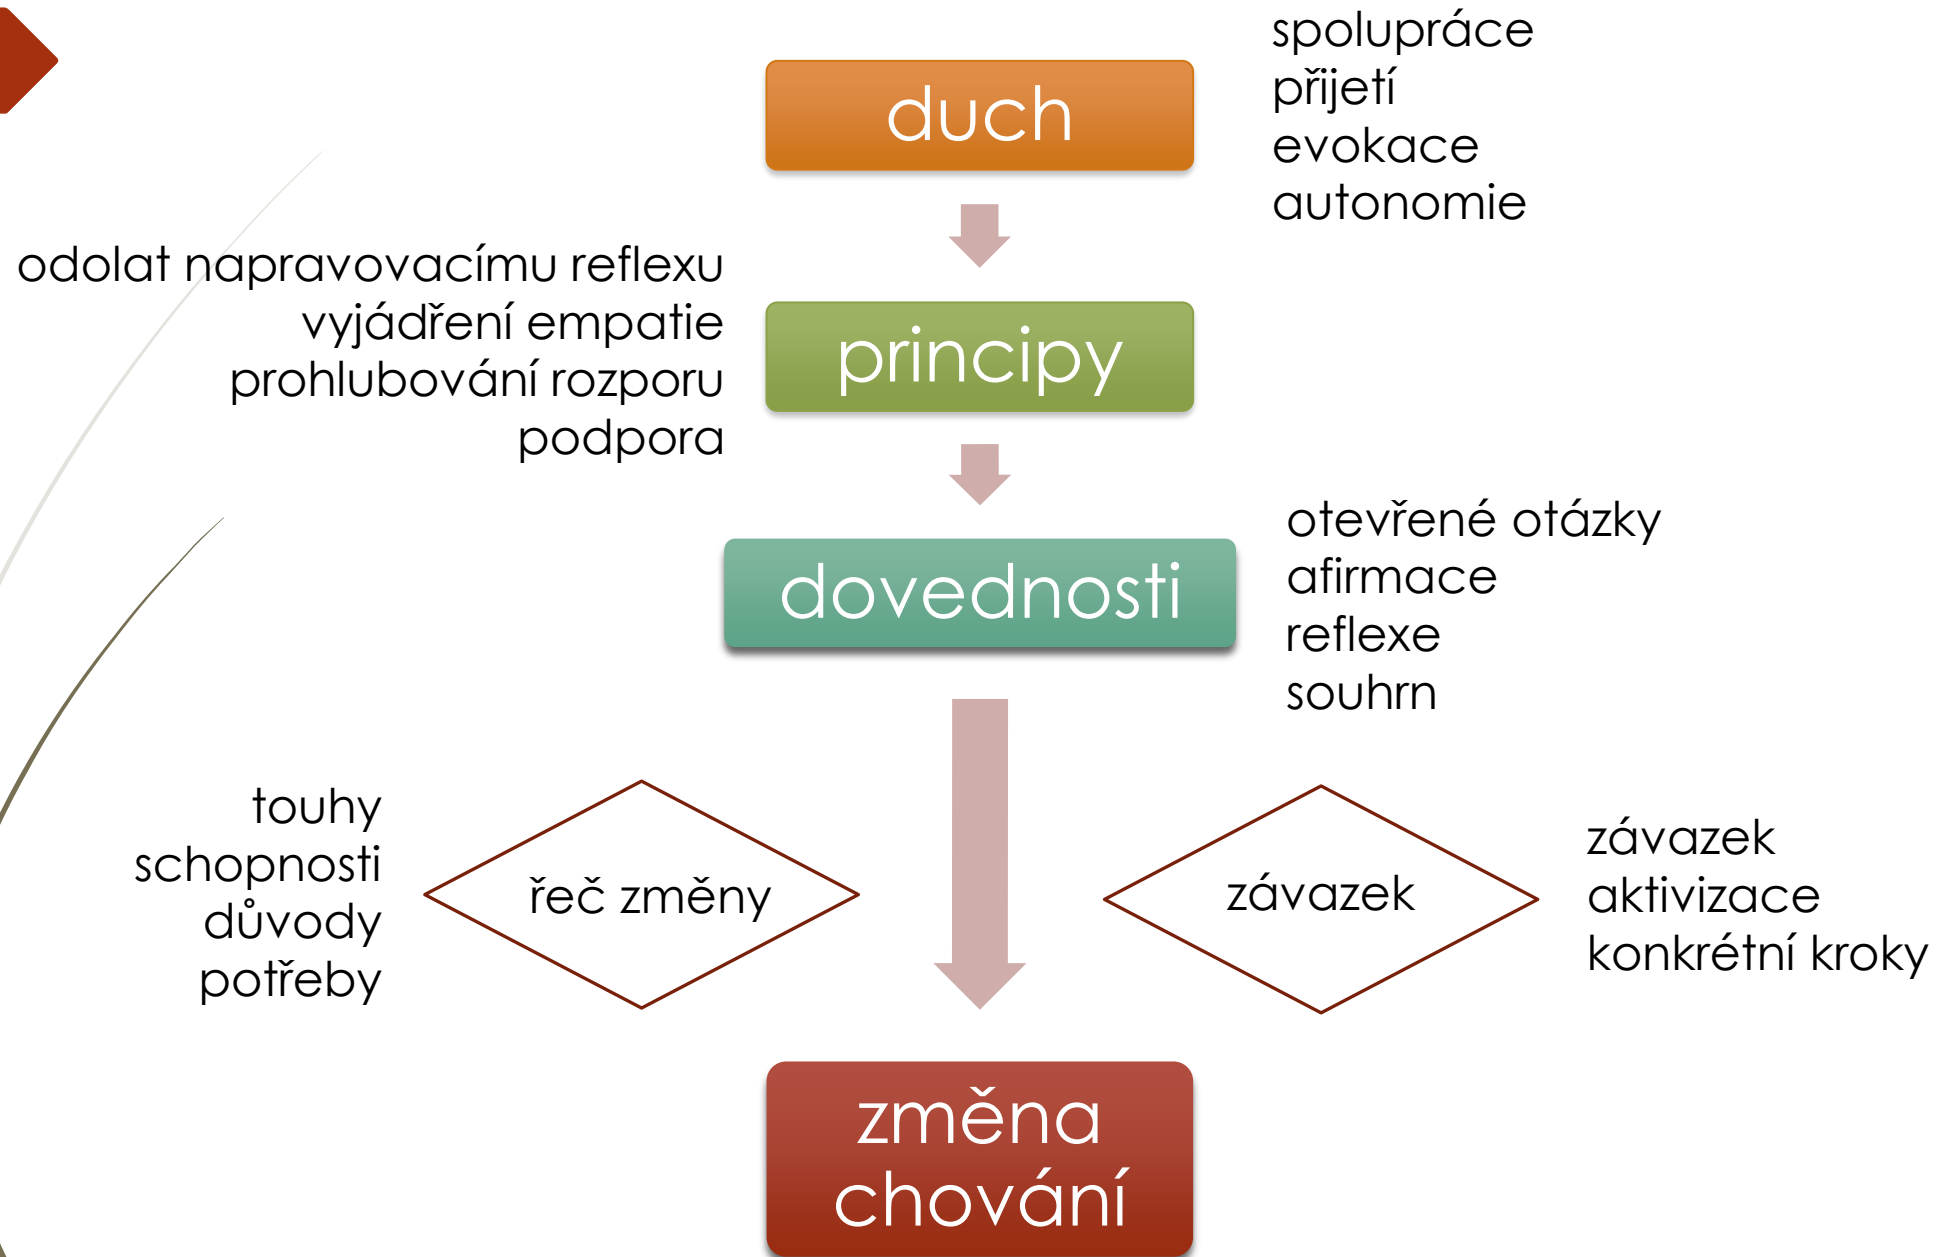 spolupráce
přijetí
evokace
autonomie
duch
odolat napravovacímu reflexu
vyjádření empatie
prohlubování rozporu
podpora
principy
dovednosti
otevřené otázky
afirmace
reflexe
souhrn
touhy
schopnosti
důvody
potřeby
řeč změny
závazek
závazek
aktivizace
konkrétní kroky
změna
chování